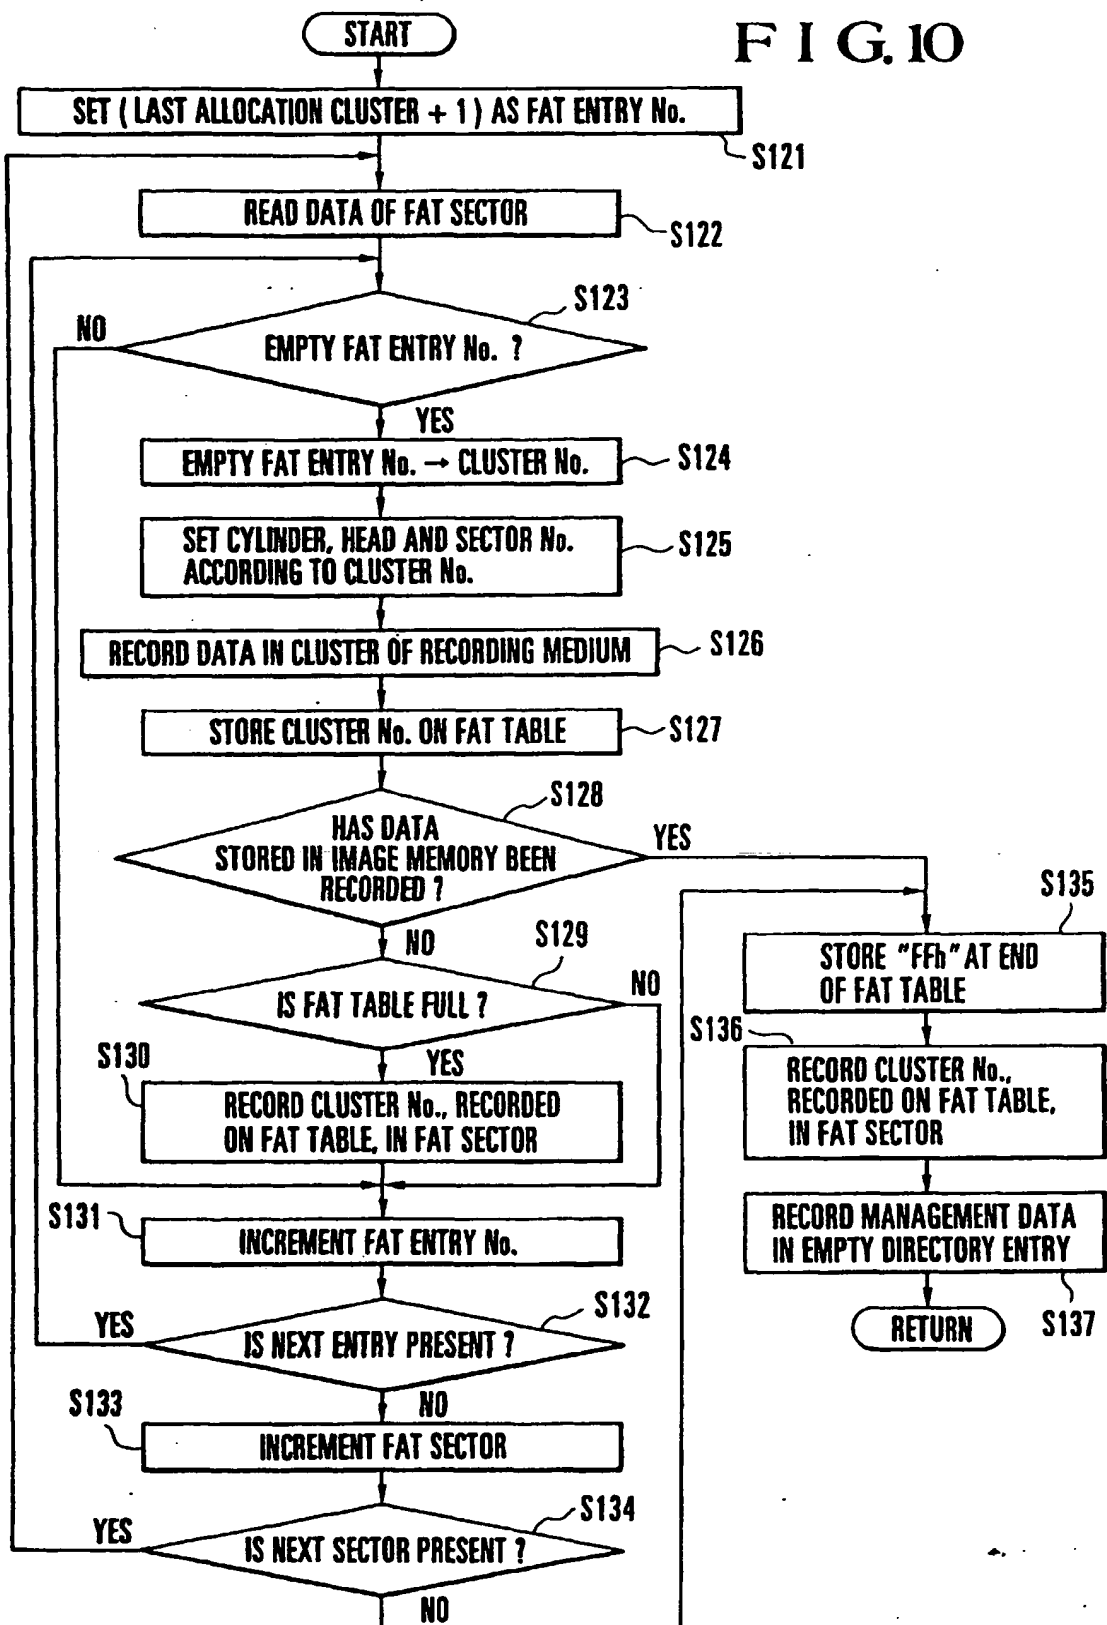 FIG.10
START
SET ( LAST ALLOCATION CLUSTER + 1 ) AS FAT ENTRY No.
S121
READ DATA OF FAT SECTOR
S122
S123
NO
EMPTY FAT ENTRY No. ?
YES
EMPTY FAT ENTRY No. → CLUSTER No.
S124
SET CYLINDER, HEAD AND SECTOR No.
ACCORDING TO CLUSTER No.
S125
RECORD DATA IN CLUSTER OF RECORDING MEDIUM
S126
STORE CLUSTER No. ON FAT TABLE
S127
S128
HAS DATA
STORED IN IMAGE MEMORY BEEN
RECORDED ?
YES
NO
S129
IS FAT TABLE FULL ?
NO
YES
S130
RECORD CLUSTER No., RECORDED
ON FAT TABLE, IN FAT SECTOR
S131
INCREMENT FAT ENTRY No.
S132
YES
IS NEXT ENTRY PRESENT ?
NO
S133
INCREMENT FAT SECTOR
S134
YES
IS NEXT SECTOR PRESENT ?
NO
S135
STORE "FFh" AT END
OF FAT TABLE
S136
RECORD CLUSTER No.,
RECORDED ON FAT TABLE,
IN FAT SECTOR
RECORD MANAGEMENT DATA
IN EMPTY DIRECTORY ENTRY
S137
RETURN